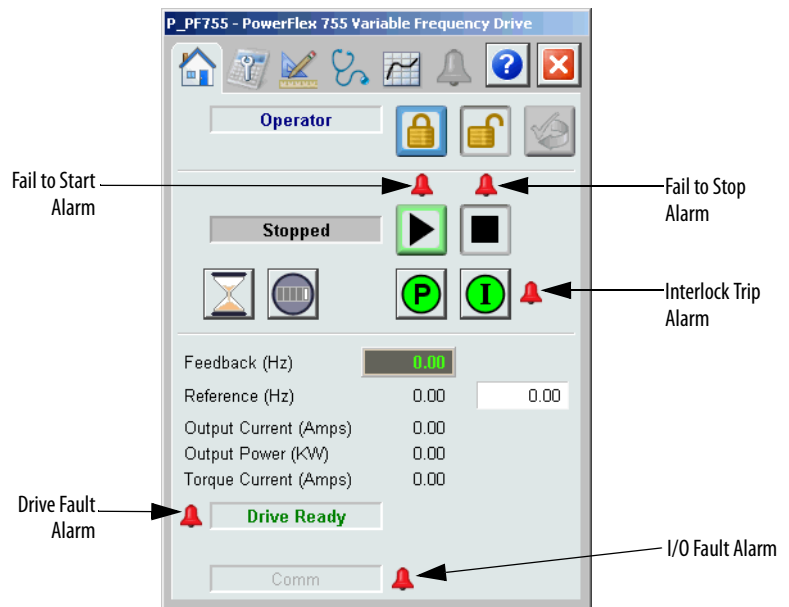 P_PF755 - PowerFlex 755 Variable Frequency Drive
?
Operator
Fail to Start
Alarm
Fail to Stop
Alarm
Stopped
P
I
Interlock Trip
Alarm
Feedback (Hz) 0.00
Reference (Hz) 0.00 0.00
Output Current (Amps) 0.00
Output Power (KW) 0.00
Torque Current (Amps) 0.00
Drive Fault
Alarm
Drive Ready
I/O Fault Alarm
Comm